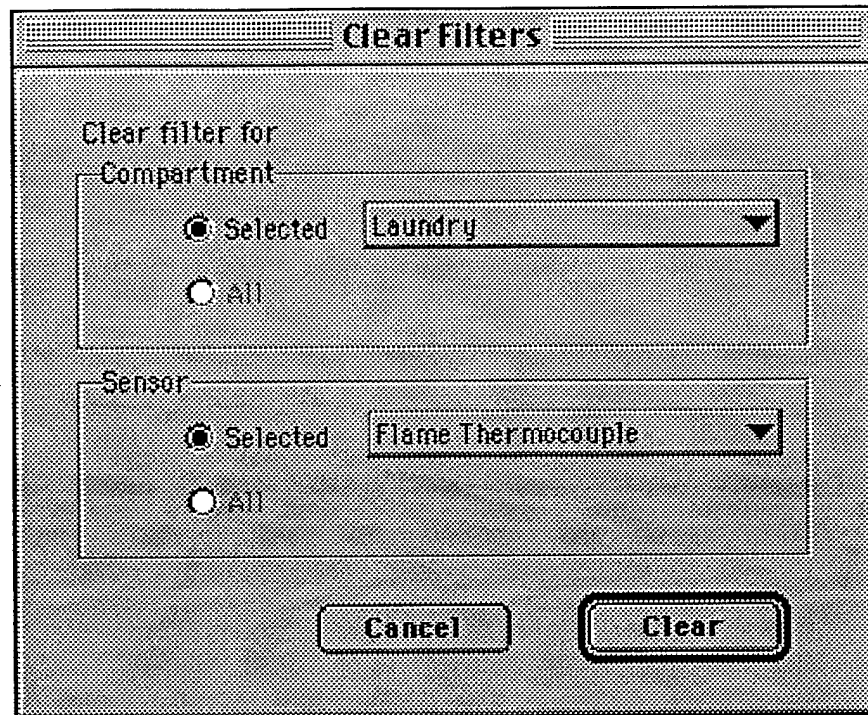 Clear Filters
Clear filter for
Compartment
Selected
Laundry
All
Sensor
Selected
Flame Thermocouple
All
Cancel
Clear